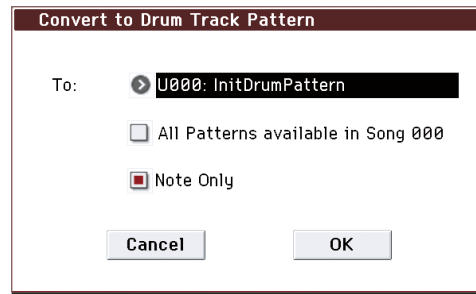 Convert to Drum Track Pattern
To: U000: InitDrumPattern
All Patterns available in Song 000
Note Only
Cancel OK